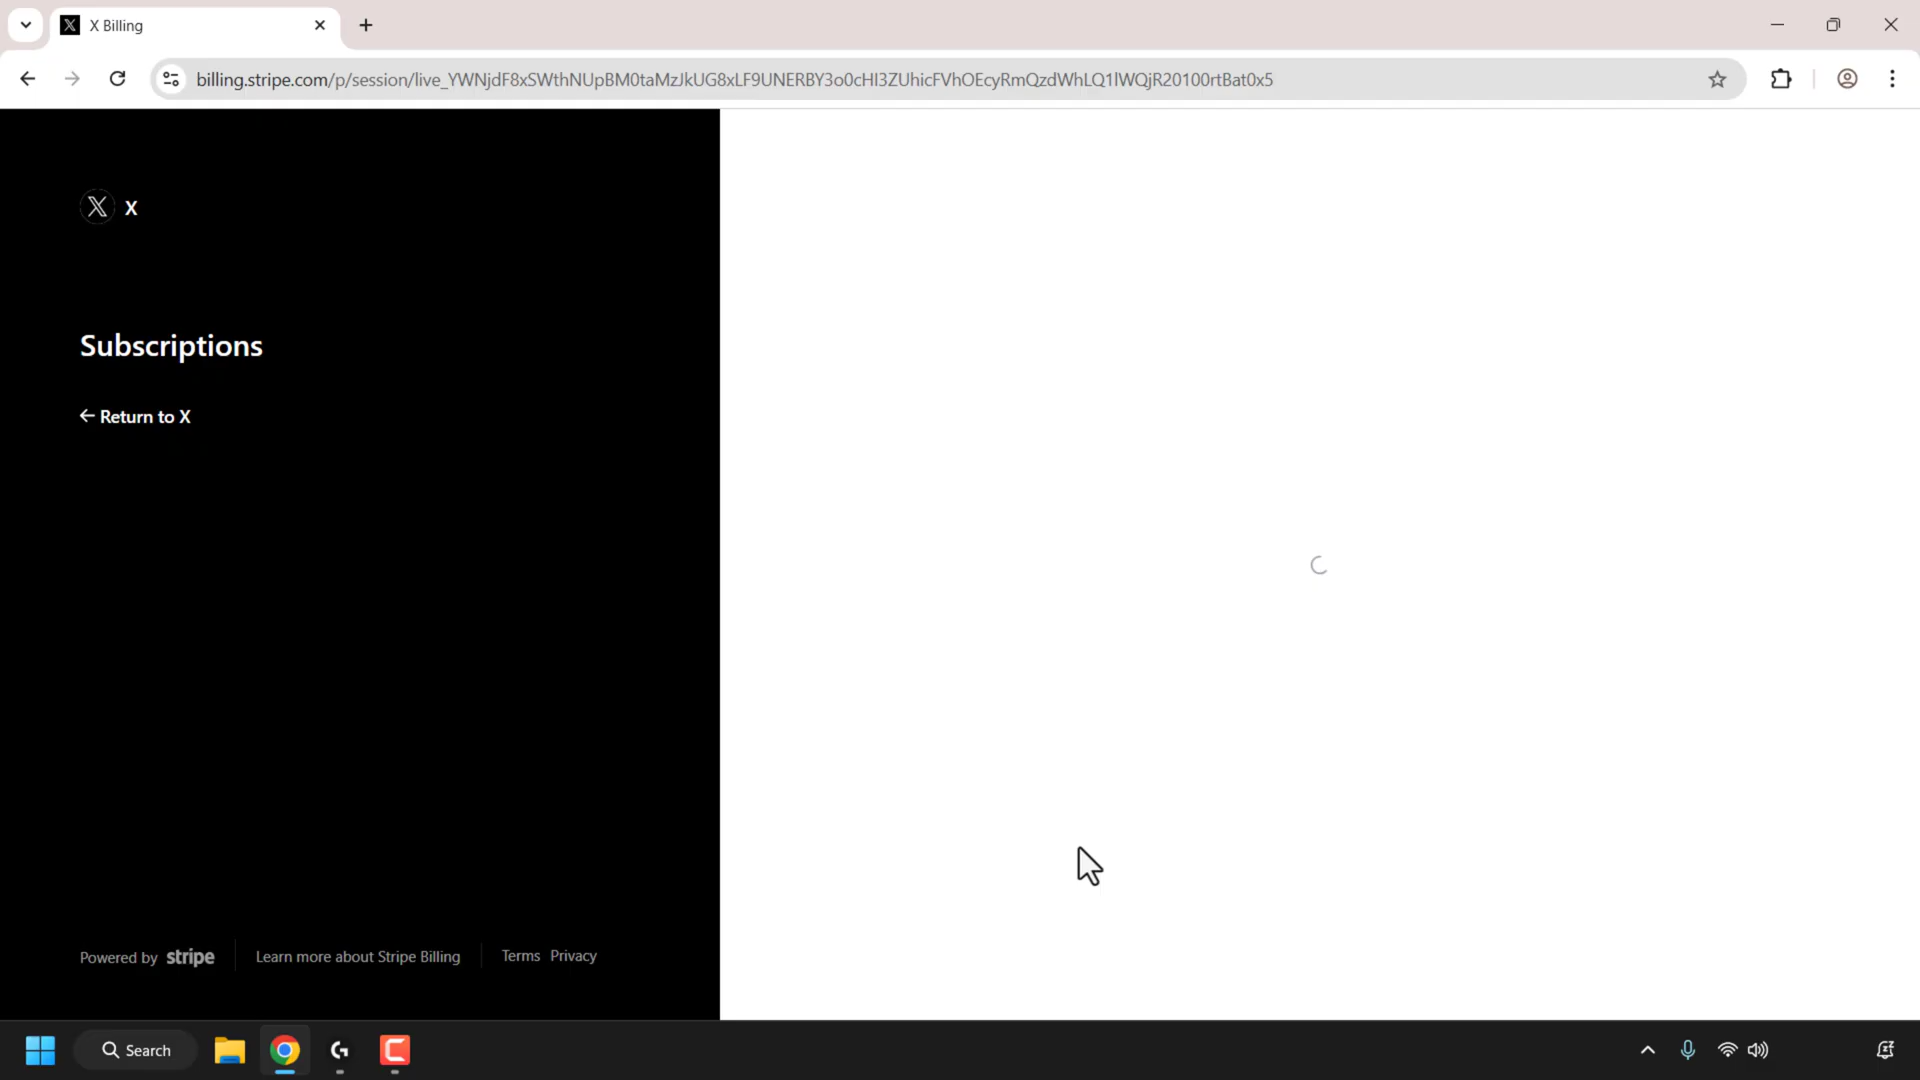 X Billing
billing.stripe.com/p/session/live_YWNjdF8xSWthNUpBM0taMzJkUG8xLF9UNERBY3o0cHI3ZUhicFVhOEcyRmQzdWhLQ1lWQjR20100rtBat0x5
X
Subscriptions
← Return to X
Powered by stripe
Learn more about Stripe Billing
Terms Privacy
Search